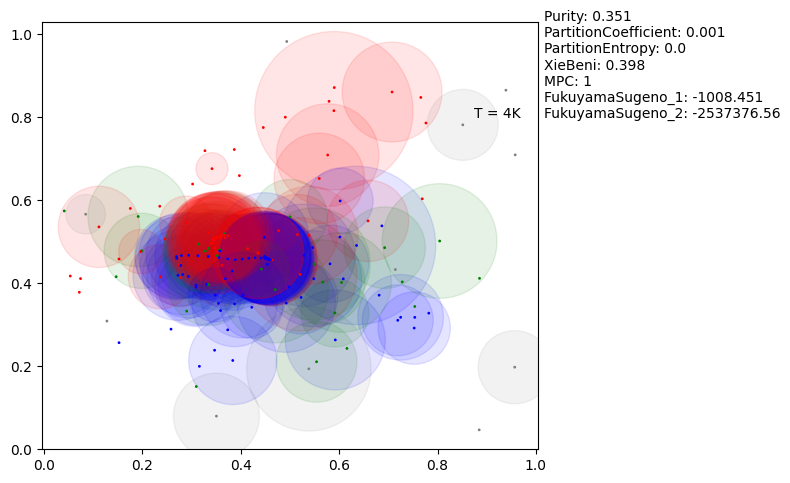 Purity: 0.351
PartitionCoefficient: 0.001
PartitionEntropy: 0.0
XieBeni: 0.398
MPC: 1
FukuyamaSugeno_1: -1008.451
FukuyamaSugeno_2: -2537376.56
T = 4K
1.0
0.8
0.6
0.4
0.2
0.0
0.0 0.2 0.4 0.6 0.8 1.0